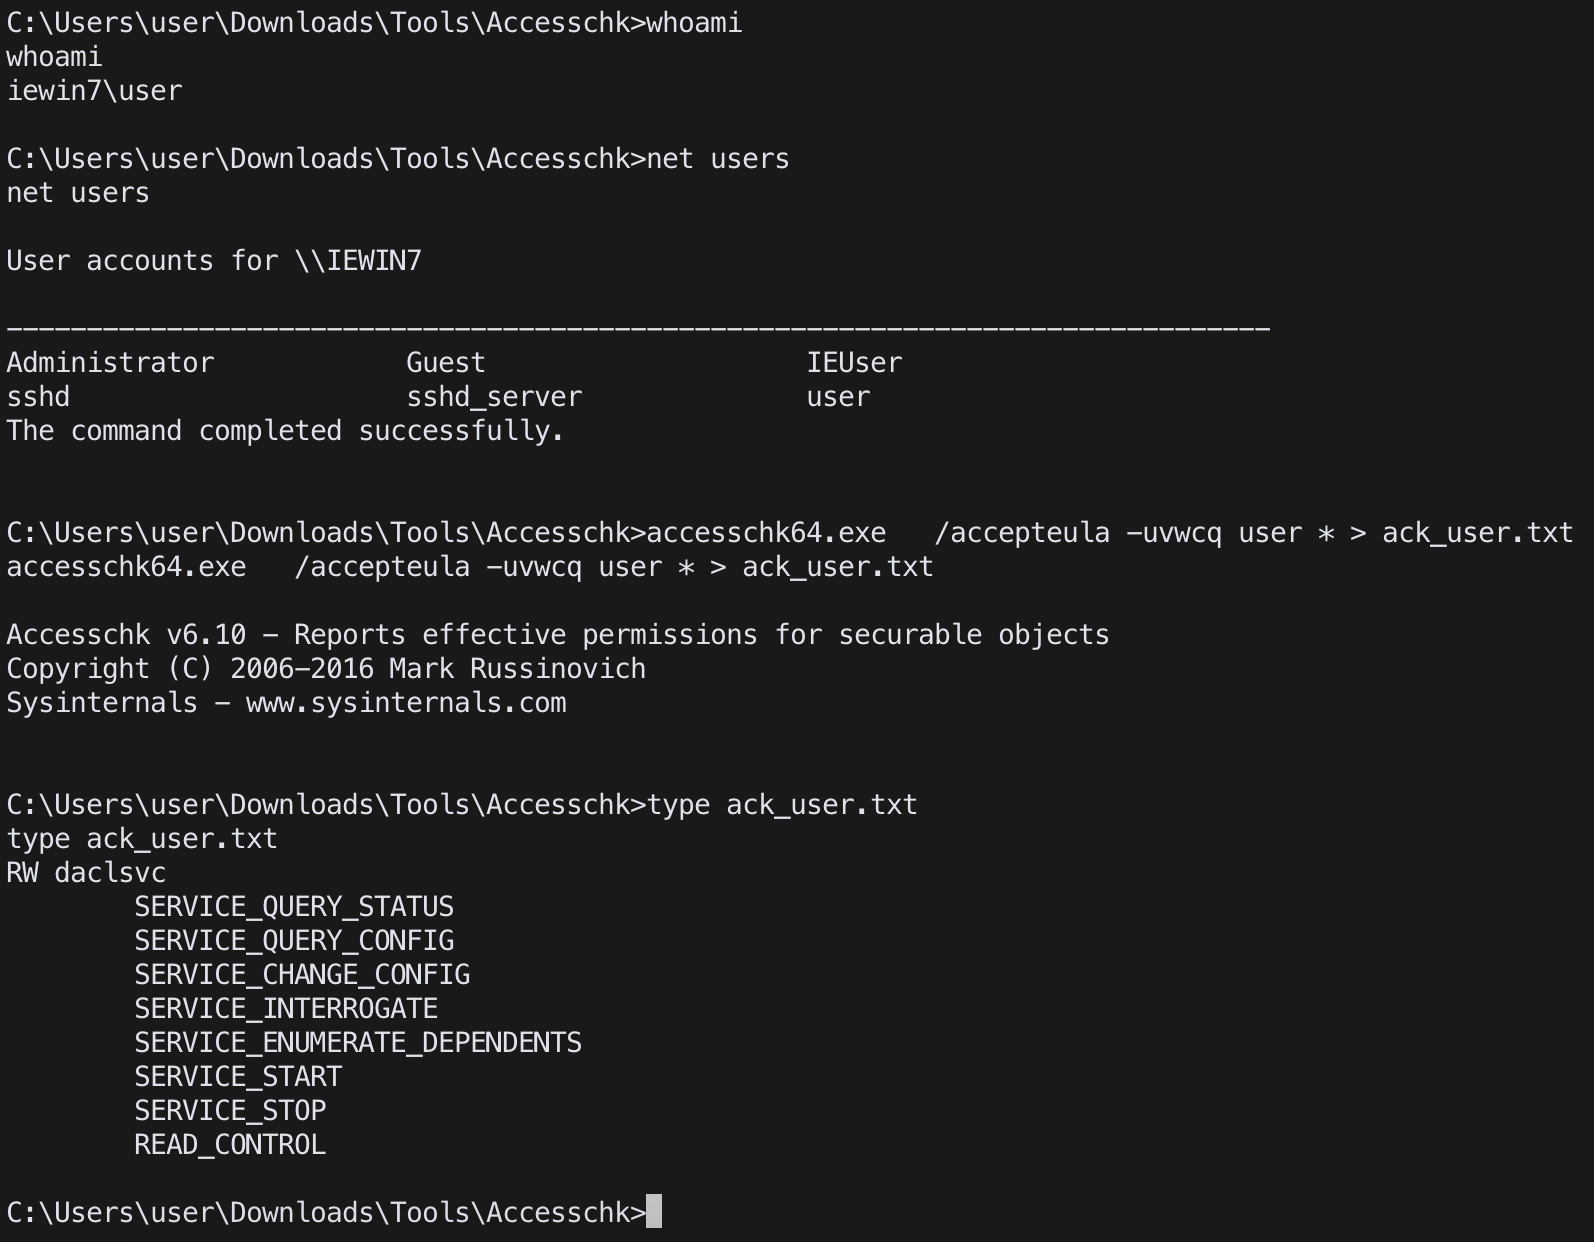 C:\Users\user\Downloads\Tools\Accesschk>whoami
whoami
iewin7\user
C:\Users\user\Downloads\Tools\Accesschk>net users
net users
User accounts for \\IEWIN7
-------------------------------------------------------------------------------
Administrator            Guest                    IEUser
sshd                     sshd_server              user
The command completed successfully.
C:\Users\user\Downloads\Tools\Accesschk>accesschk64.exe   /accepteula -uvwcq user * > ack_user.txt
accesschk64.exe   /accepteula -uvwcq user * > ack_user.txt
Accesschk v6.10 - Reports effective permissions for securable objects
Copyright (C) 2006-2016 Mark Russinovich
Sysinternals - www.sysinternals.com
C:\Users\user\Downloads\Tools\Accesschk>type ack_user.txt
type ack_user.txt
RW daclsvc
        SERVICE_QUERY_STATUS
        SERVICE_QUERY_CONFIG
        SERVICE_CHANGE_CONFIG
        SERVICE_INTERROGATE
        SERVICE_ENUMERATE_DEPENDENTS
        SERVICE_START
        SERVICE_STOP
        READ_CONTROL
C:\Users\user\Downloads\Tools\Accesschk>